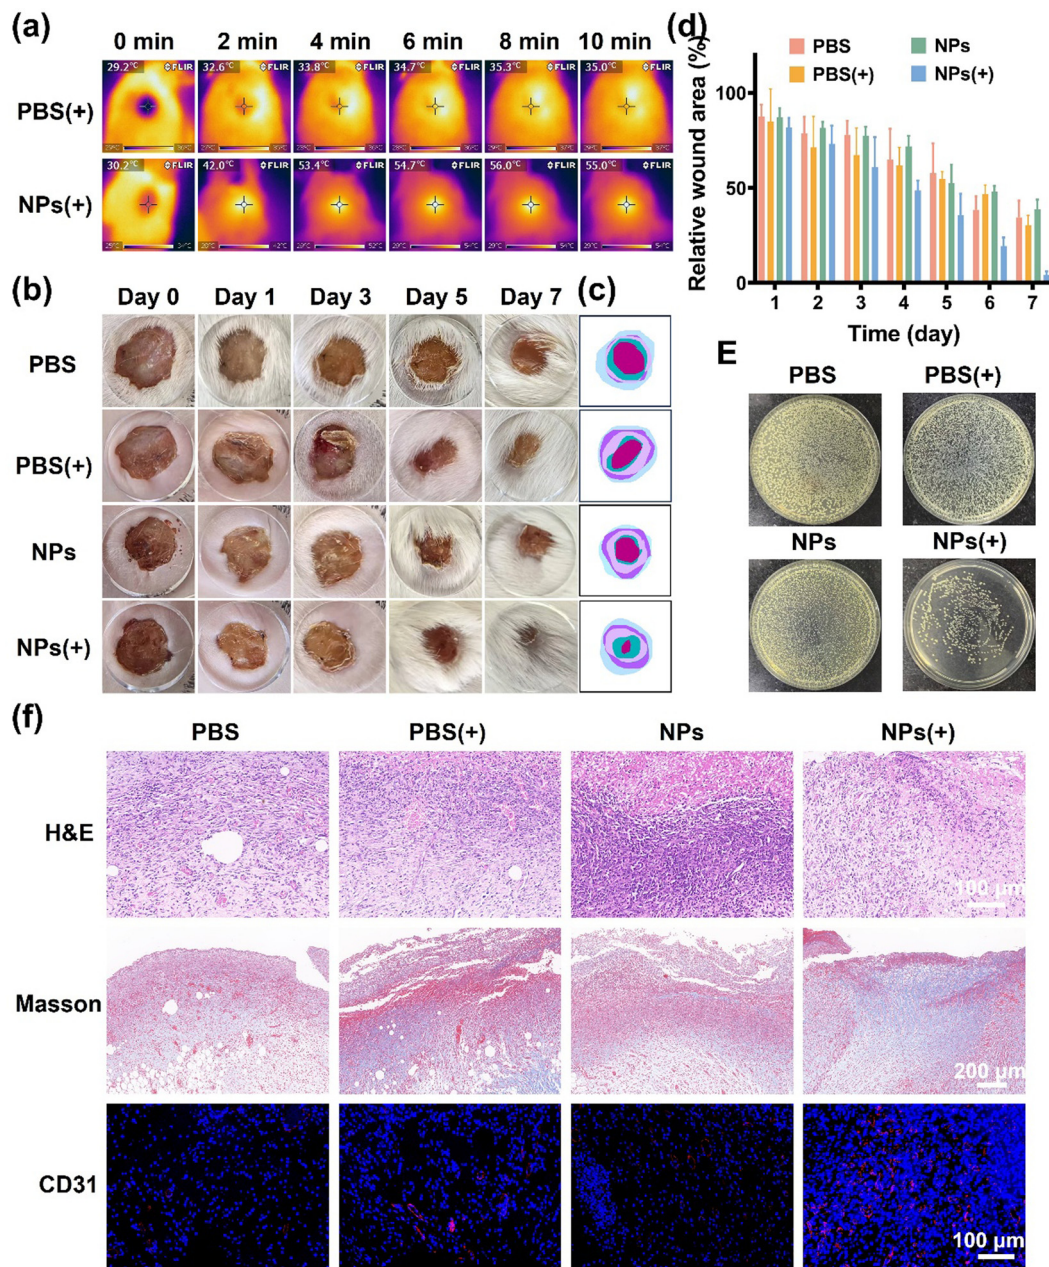 (a)
0 min 2 min 4 min 6 min 8 min 10 min
PBS(+)
29.2°C FLIR 32.6°C FLIR 33.8°C FLIR 34.7°C FLIR 35.3°C FLIR 35.0°C FLIR
NPs(+)
30.2°C FLIR 42.0°C FLIR 53.4°C FLIR 54.7°C FLIR 56.0°C FLIR 55.0°C FLIR
(b)
Day 0 Day 1 Day 3 Day 5 Day 7
PBS
PBS(+)
NPs
NPs(+)
(c)
(d)
Relative wound area (%)
PBS NPs
PBS(+) NPs(+)
100
50
0
1 2 3 4 5 6 7
Time (day)
E
PBS PBS(+)
NPs NPs(+)
(f)
PBS PBS(+) NPs NPs(+)
H&E
100 µm
Masson
200 µm
CD31
100 µm